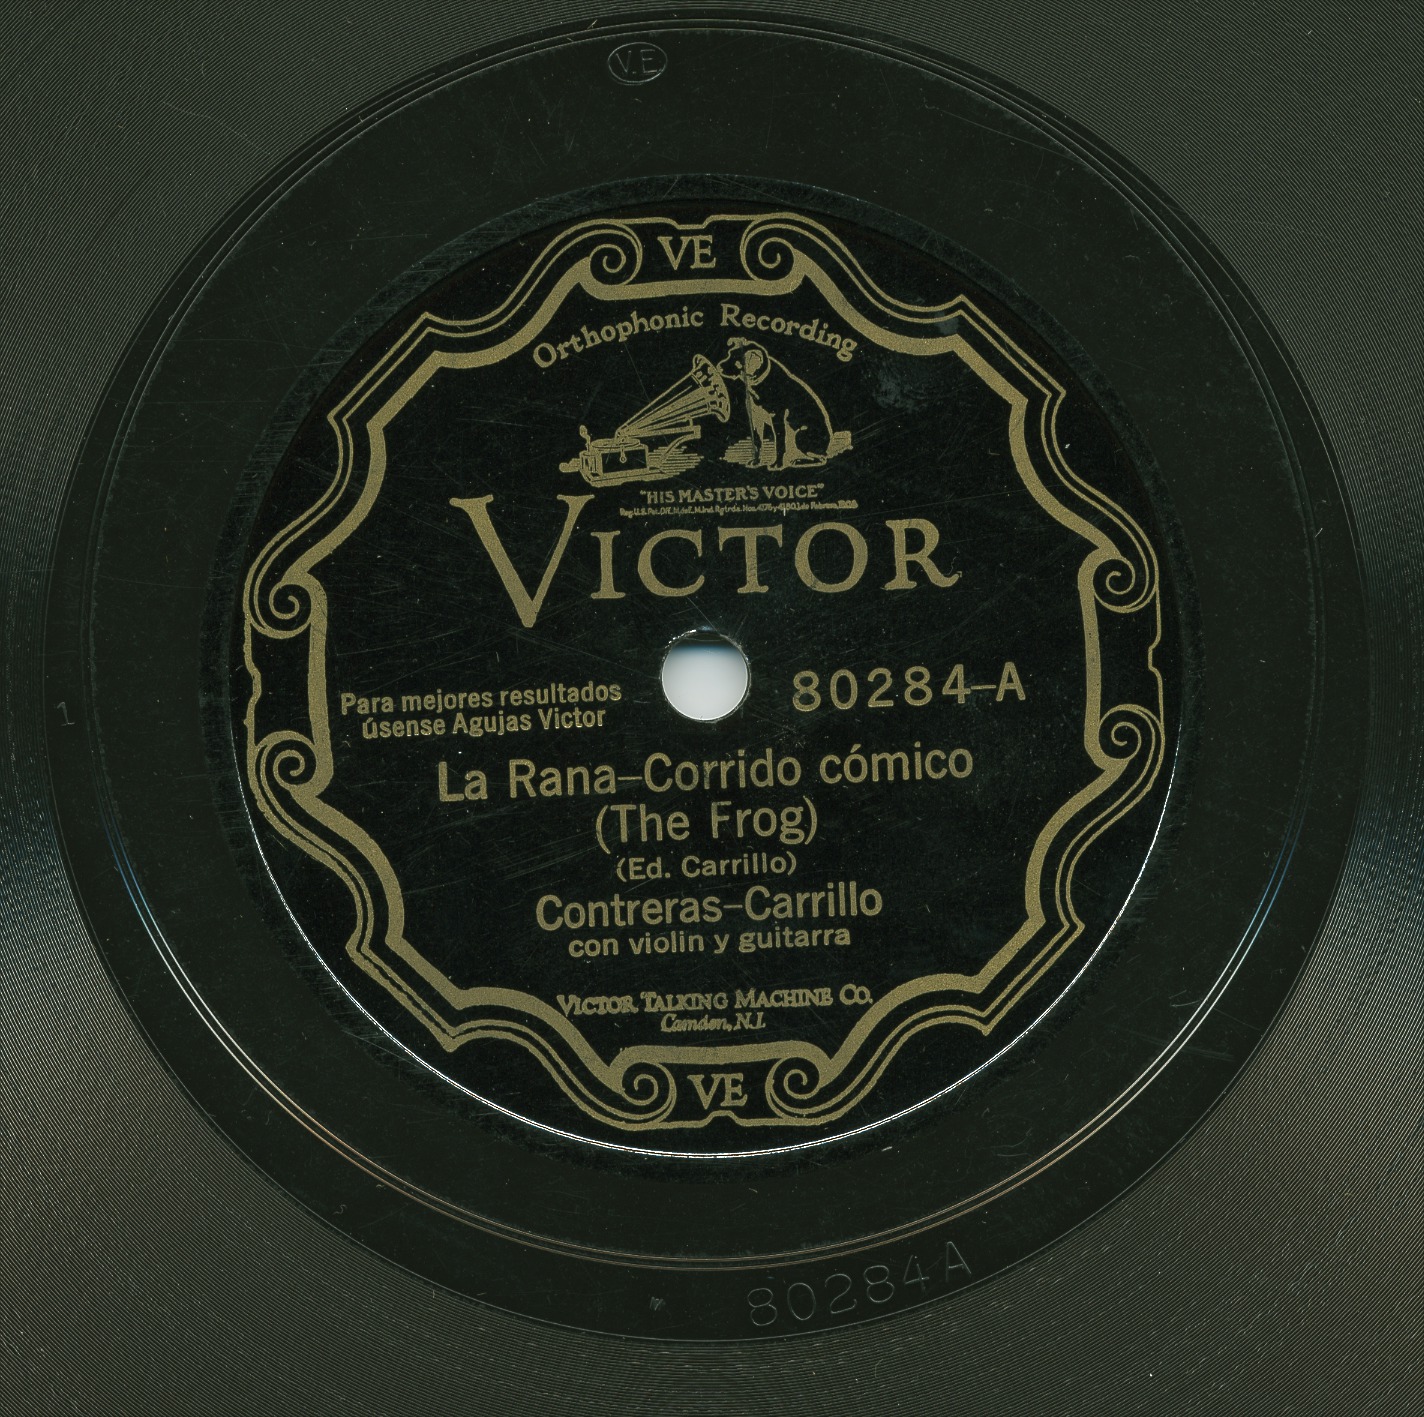 V.E.
VE
Orthophonic Recording
"HIS MASTER'S VOICE"
VICTOR
80284-A
Para mejores resultados
úsense Agujas Victor
La Rana–Corrido cómico
(The Frog)
(Ed. Carrillo)
Contreras–Carrillo
con violin y guitarra
VICTOR TALKING MACHINE CO.
Camden, N.J.
VE
1
80284A